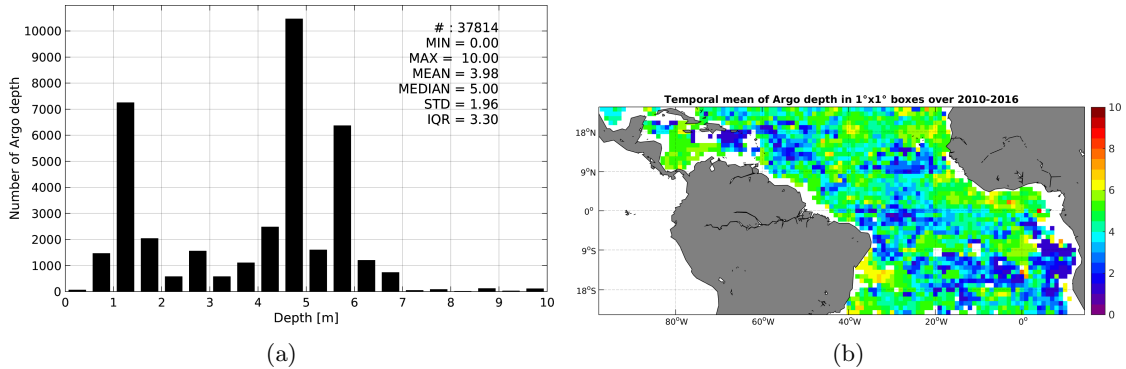 10000
9000
8000
7000
6000
5000
4000
3000
2000
1000
0
Number of Argo depth
# : 37814
MIN = 0.00
MAX = 10.00
MEAN = 3.98
MEDIAN = 5.00
STD = 1.96
IQR = 3.30
0 1 2 3 4 5 6 7 8 9 10
Depth [m]
(a)
Temporal mean of Argo depth in 1°x1° boxes over 2010-2016
18°N
9°N
0°
9°S
18°S
80°W 60°W 40°W 20°W 0°
10
8
6
4
2
0
(b)